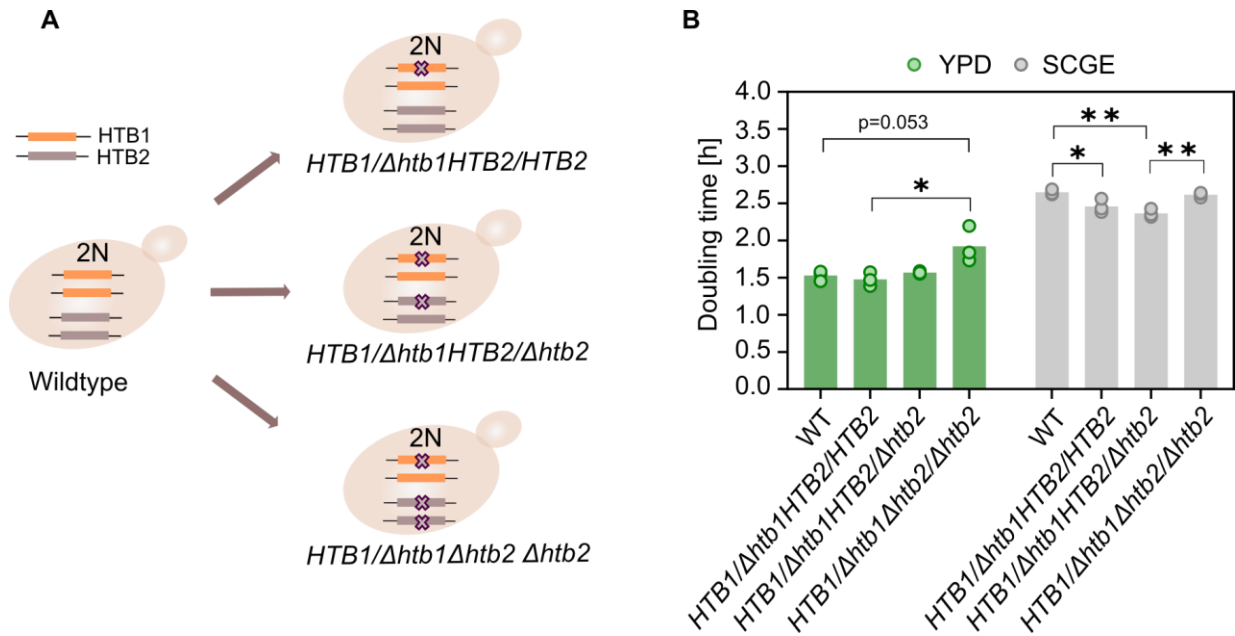 A
HTB1
HTB2
2N
Wildtype
2N
HTB1/Δhtb1HTB2/HTB2
2N
HTB1/Δhtb1HTB2/Δhtb2
2N
HTB1/Δhtb1Δhtb2 Δhtb2
B
YPD SCGE
Doubling time [h]
4.0
3.5
3.0
2.5
2.0
1.5
1.0
0.5
0.0
p=0.053
*
**
*
**
WT
HTB1/Δhtb1HTB2/HTB2
HTB1/Δhtb1HTB2/Δhtb2
HTB1/Δhtb1Δhtb2/Δhtb2
WT
HTB1/Δhtb1HTB2/HTB2
HTB1/Δhtb1HTB2/Δhtb2
HTB1/Δhtb1Δhtb2/Δhtb2